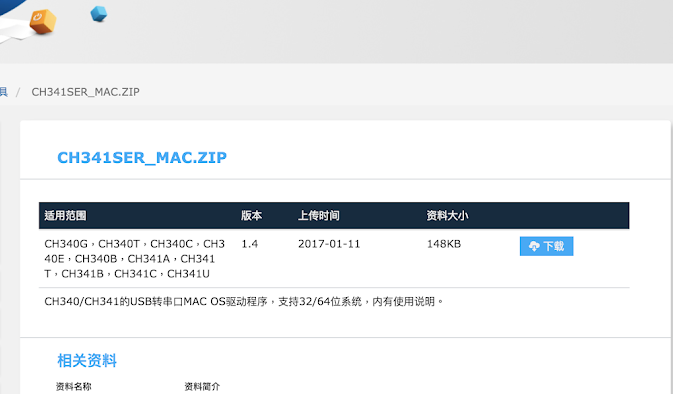 具 / CH341SER_MAC.ZIP
CH341SER_MAC.ZIP
适用范围 版本 上传时间 资料大小
CH340G，CH340T，CH340C，CH3 1.4 2017-01-11 148KB 下载
40E，CH340B，CH341A，CH341
T，CH341B，CH341C，CH341U
CH340/CH341的USB转串口MAC OS驱动程序，支持32/64位系统，内有使用说明。
相关资料
资料名称 资料简介